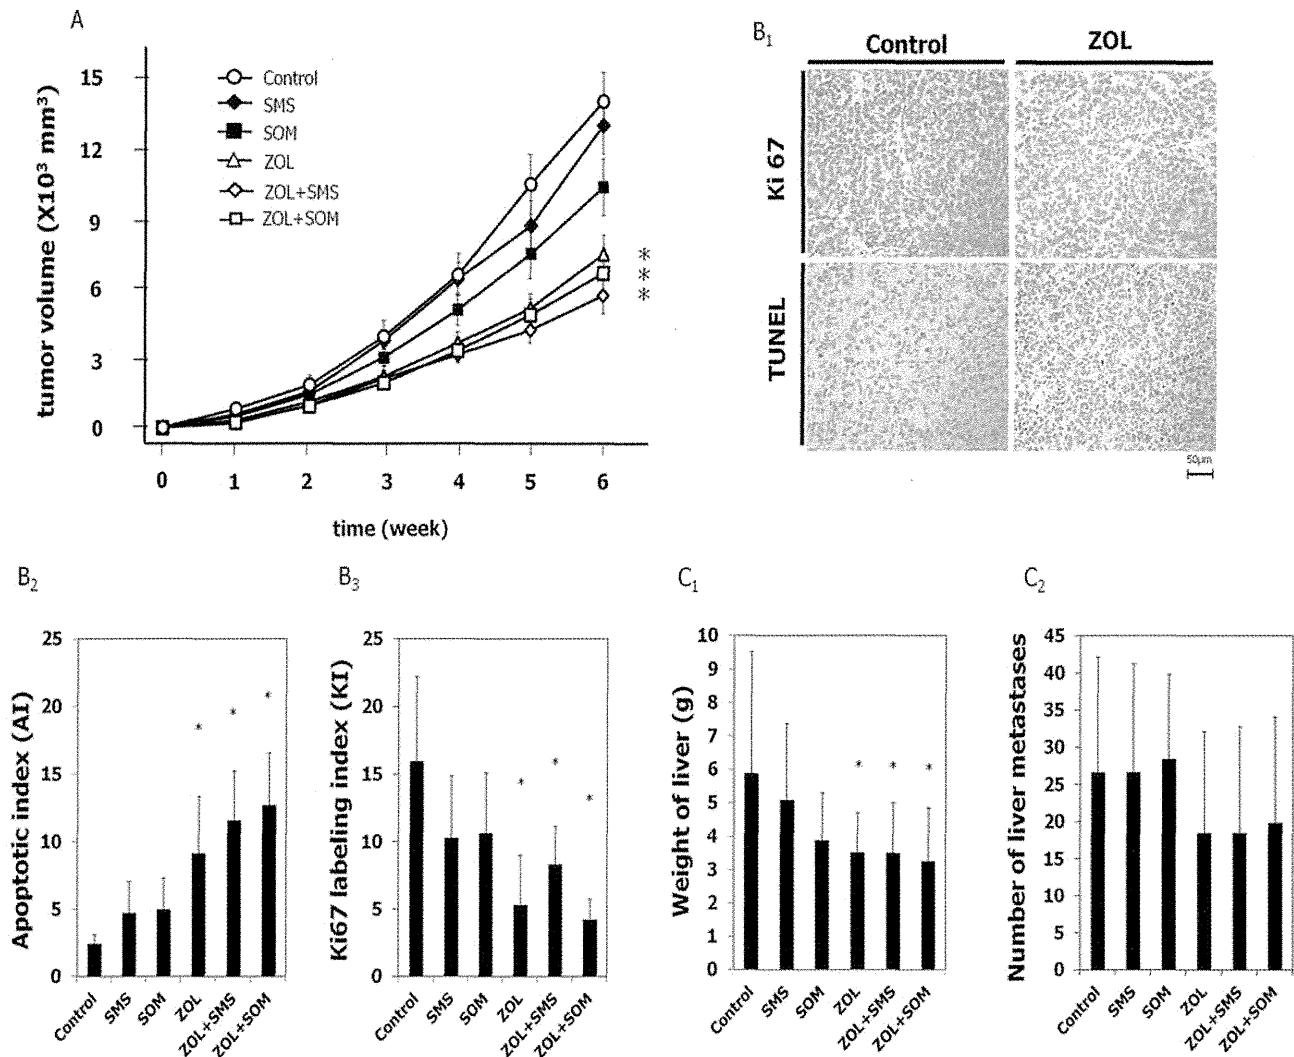 A
tumor volume (X10³ mm³)
15
12
9
6
3
0
Control
SMS
SOM
ZOL
ZOL+SMS
ZOL+SOM
*
*
*
0 1 2 3 4 5 6
time (week)
B₁
Control ZOL
Ki 67
TUNEL
50μm
B₂
Apoptotic index (AI)
25
20
15
10
5
0
* * *
Control SMS SOM ZOL ZOL+SMS ZOL+SOM
B₃
Ki67 labeling index (KI)
25
20
15
10
5
0
* * *
Control SMS SOM ZOL ZOL+SMS ZOL+SOM
C₁
Weight of liver (g)
10
9
8
7
6
5
4
3
2
1
0
* * *
Control SMS SOM ZOL ZOL+SMS ZOL+SOM
C₂
Number of liver metastases
45
40
35
30
25
20
15
10
5
0
Control SMS SOM ZOL ZOL+SMS ZOL+SOM